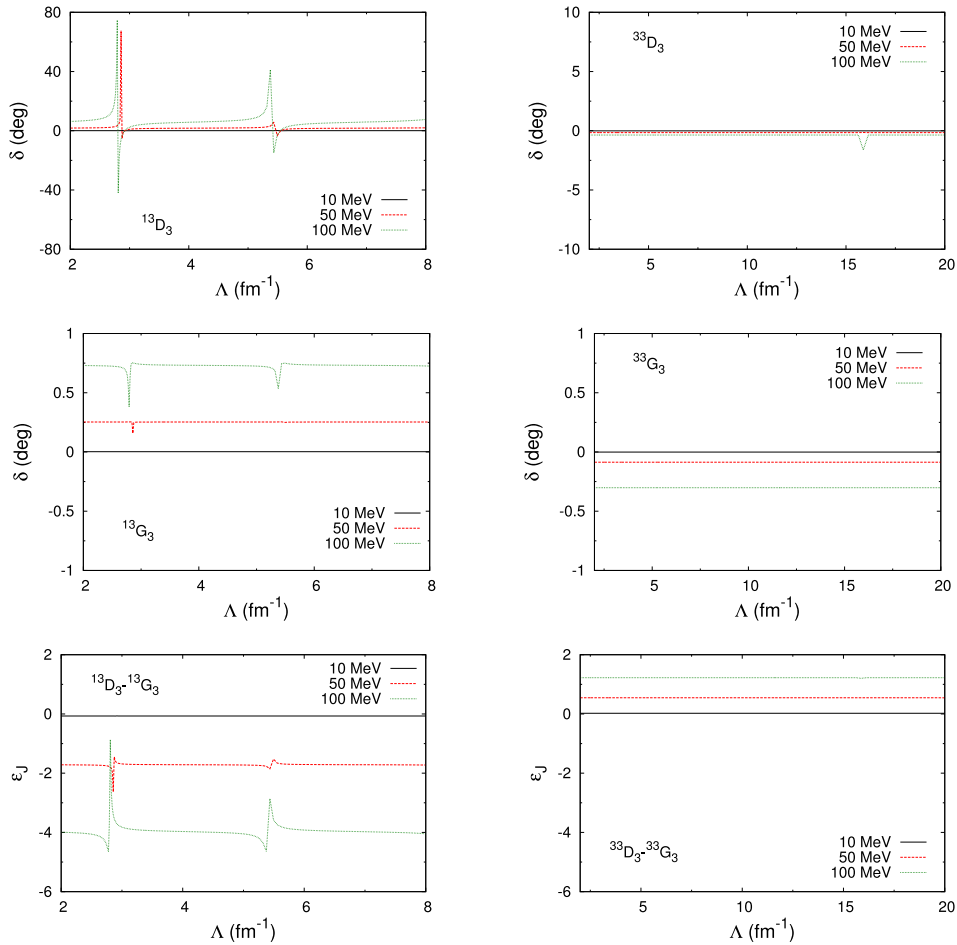 80
40
0
-40
-80
2
4
6
8
δ (deg)
Λ (fm⁻¹)
¹³D₃
10 MeV
50 MeV
100 MeV
10
5
0
-5
-10
5
10
15
20
δ (deg)
Λ (fm⁻¹)
³³D₃
10 MeV
50 MeV
100 MeV
1
0.5
0
-0.5
-1
2
4
6
8
δ (deg)
Λ (fm⁻¹)
¹³G₃
10 MeV
50 MeV
100 MeV
1
0.5
0
-0.5
-1
5
10
15
20
δ (deg)
Λ (fm⁻¹)
³³G₃
10 MeV
50 MeV
100 MeV
2
0
-2
-4
-6
2
4
6
8
ε_J
Λ (fm⁻¹)
¹³D₃-¹³G₃
10 MeV
50 MeV
100 MeV
2
0
-2
-4
-6
5
10
15
20
ε_J
Λ (fm⁻¹)
³³D₃-³³G₃
10 MeV
50 MeV
100 MeV